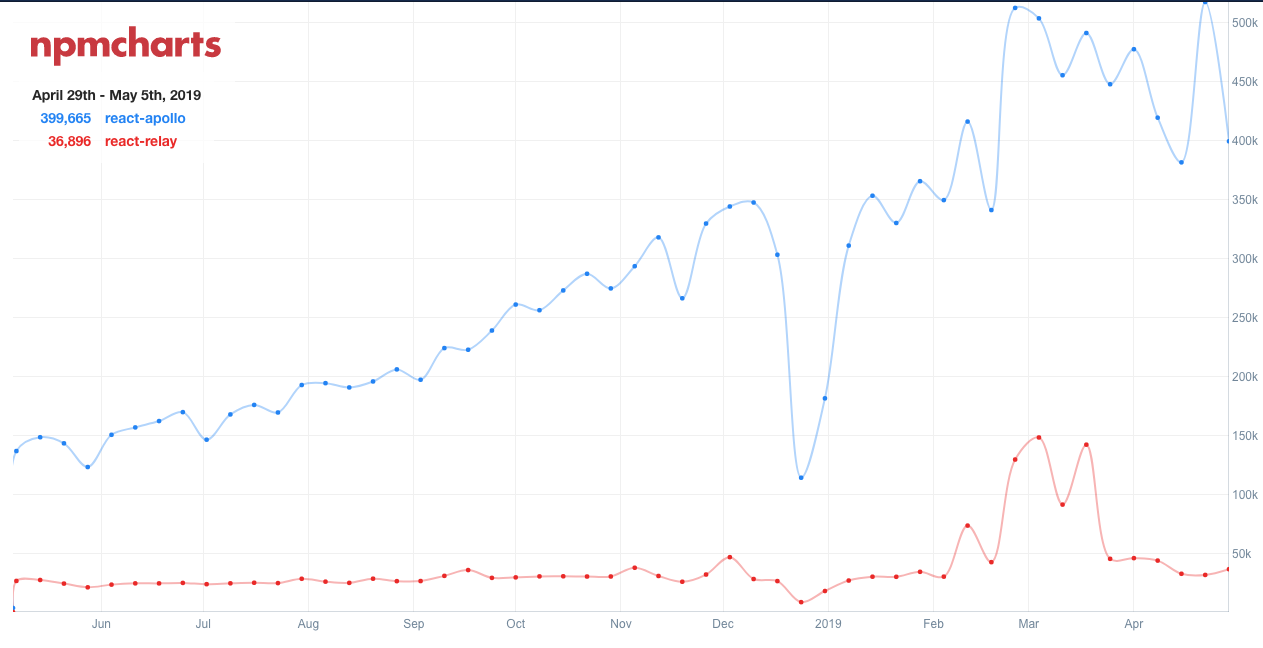 npmcharts
April 29th - May 5th, 2019
399,665 react-apollo
36,896 react-relay
500k
450k
400k
350k
300k
250k
200k
150k
100k
50k
Jun Jul Aug Sep Oct Nov Dec 2019 Feb Mar Apr